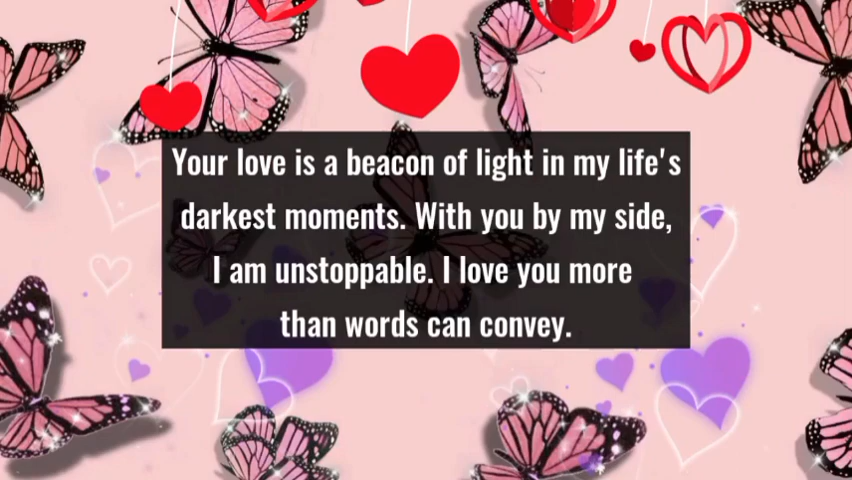 Your love is a beacon of light in my life's
darkest moments. With you by my side,
I am unstoppable. I love you more
than words can convey.